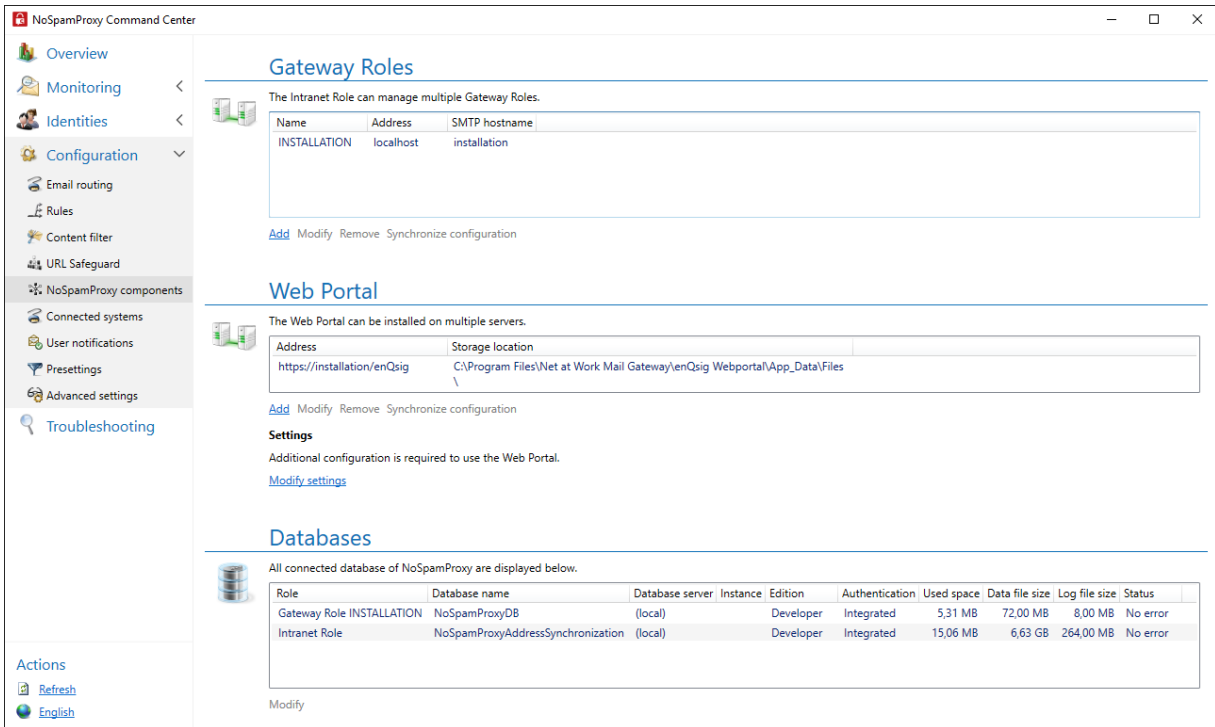 NoSpamProxy Command Center
Overview
Monitoring
Identities
Configuration
Email routing
Rules
Content filter
URL Safeguard
NoSpamProxy components
Connected systems
User notifications
Presettings
Advanced settings
Troubleshooting
Actions
Refresh
English
Gateway Roles
The Intranet Role can manage multiple Gateway Roles.
Name Address SMTP hostname
INSTALLATION localhost installation
Add Modify Remove Synchronize configuration
Web Portal
The Web Portal can be installed on multiple servers.
Address Storage location
https://installation/enQsig C:\Program Files\Net at Work Mail Gateway\enQsig Webportal\App_Data\Files
\
Add Modify Remove Synchronize configuration
Settings
Additional configuration is required to use the Web Portal.
Modify settings
Databases
All connected database of NoSpamProxy are displayed below.
Role Database name Database server Instance Edition Authentication Used space Data file size Log file size Status
Gateway Role INSTALLATION NoSpamProxyDB (local) Developer Integrated 5,31 MB 72,00 MB 8,00 MB No error
Intranet Role NoSpamProxyAddressSynchronization (local) Developer Integrated 15,06 MB 6,63 GB 264,00 MB No error
Modify